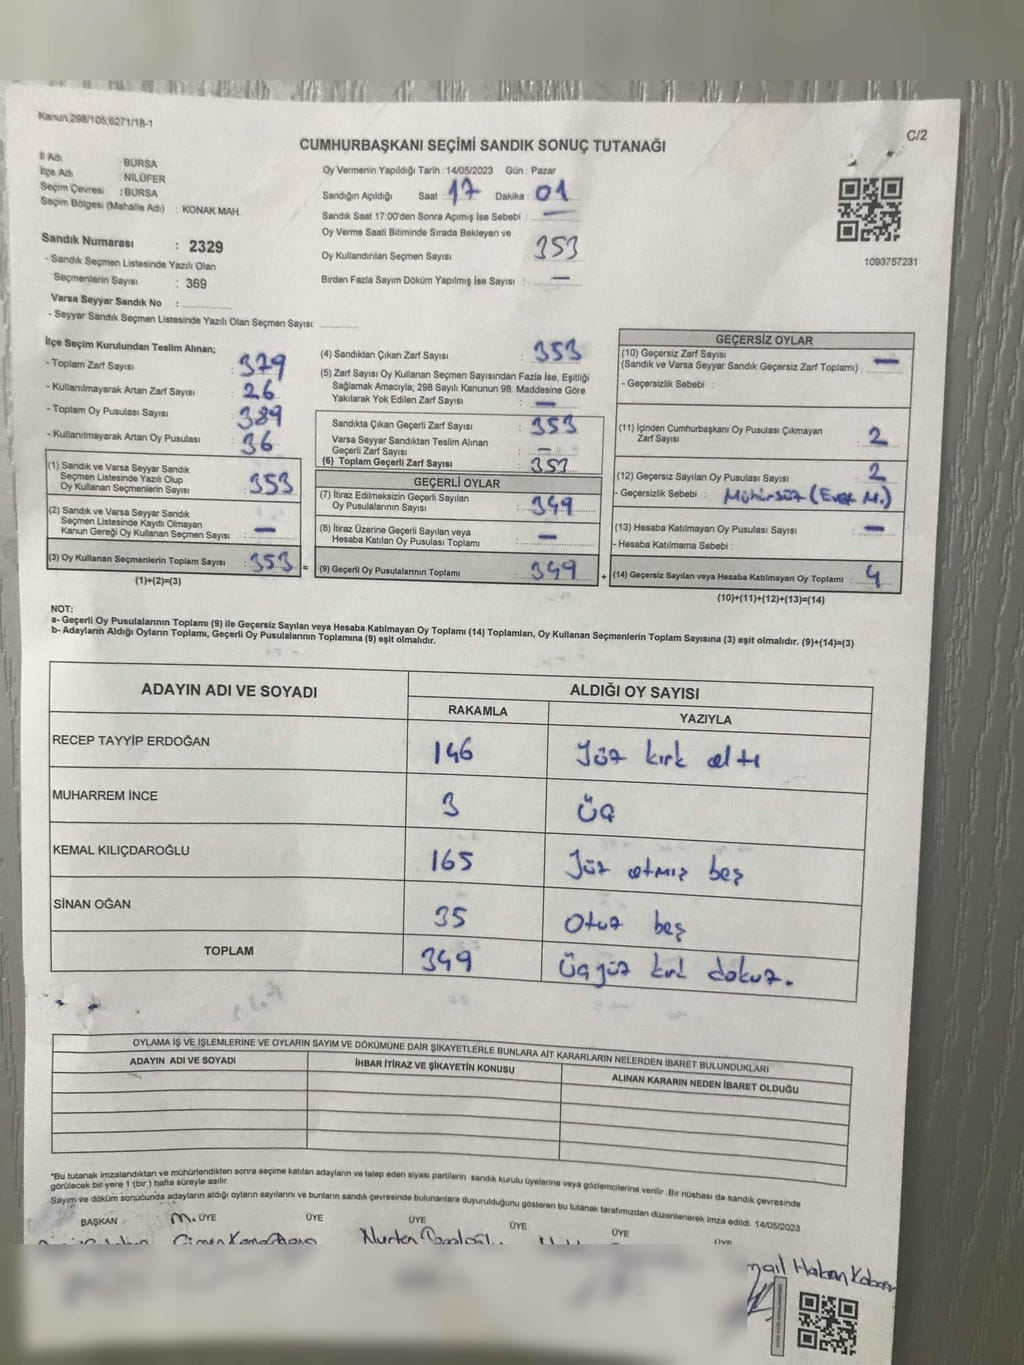 Kanun;298/105;6271/18-1
C/2
CUMHURBAŞKANI SEÇİMİ SANDIK SONUÇ TUTANAĞI
İl Adı : BURSA
İlçe Adı : NİLÜFER
Seçim Çevresi : BURSA
Seçim Bölgesi (Mahalle Adı) : KONAK MAH.
Sandık Numarası : 2329
- Sandık Seçmen Listesinde Yazılı Olan
Seçmenlerin Sayısı : 369
Varsa Seyyar Sandık No :
- Seyyar Sandık Seçmen Listesinde Yazılı Olan Seçmen Sayısı:
Oy Vermenin Yapıldığı Tarih : 14/05/2023 Gün : Pazar
Sandığın Açıldığı Saat : 17 Dakika : 01
Sandık Saat 17:00'den Sonra Açımış İse Sebebi : —
Oy Verme Saati Bitiminde Sırada Bekleyen ve
Oy Kullandırılan Seçmen Sayısı : 353
Birden Fazla Sayım Döküm Yapılmış İse Sayısı : —
1093757231
İlçe Seçim Kurulundan Teslim Alınan;
- Toplam Zarf Sayısı : 379
- Kullanılmayarak Artan Zarf Sayısı : 26
- Toplam Oy Pusulası Sayısı : 389
- Kullanılmayarak Artan Oy Pusulası : 36
(1) Sandık ve Varsa Seyyar Sandık
Seçmen Listesinde Yazılı Olup
Oy Kullanan Seçmenlerin Sayısı : 353
(2) Sandık ve Varsa Seyyar Sandık
Seçmen Listesinde Kayıtlı Olmayan
Kanun Gereği Oy Kullanan Seçmen Sayısı : —
(3) Oy Kullanan Seçmenlerin Toplam Sayısı : 353
(1)+(2)=(3)
=
(4) Sandıktan Çıkan Zarf Sayısı : 353
(5) Zarf Sayısı Oy Kullanan Seçmen Sayısından Fazla İse, Eşitliği
Sağlamak Amacıyla; 298 Sayılı Kanunun 98. Maddesine Göre
Yakılarak Yok Edilen Zarf Sayısı : —
Sandıkta Çıkan Geçerli Zarf Sayısı : 353
Varsa Seyyar Sandıktan Teslim Alınan
Geçerli Zarf Sayısı : —
(6) Toplam Geçerli Zarf Sayısı : 353
GEÇERLİ OYLAR
(7) İtiraz Edilmeksizin Geçerli Sayılan
Oy Pusulalarının Sayısı : 349
(8) İtiraz Üzerine Geçerli Sayılan veya
Hesaba Katılan Oy Pusulası Toplamı : —
(9) Geçerli Oy Pusulalarının Toplamı : 349
+
GEÇERSİZ OYLAR
(10) Geçersiz Zarf Sayısı
(Sandık ve Varsa Seyyar Sandık Geçersiz Zarf Toplamı) : —
- Geçersizlik Sebebi :
(11) İçinden Cumhurbaşkanı Oy Pusulası Çıkmayan
Zarf Sayısı : 2
(12) Geçersiz Sayılan Oy Pusulası Sayısı : 2
- Geçersizlik Sebebi : Mühürsüz (Evet M.)
(13) Hesaba Katılmayan Oy Pusulası Sayısı : —
- Hesaba Katılmama Sebebi :
(14) Geçersiz Sayılan veya Hesaba Katılmayan Oy Toplamı : 4
(10)+(11)+(12)+(13)=(14)
NOT:
a- Geçerli Oy Pusulalarının Toplamı (9) ile Geçersiz Sayılan veya Hesaba Katılmayan Oy Toplamı (14) Toplamları, Oy Kullanan Seçmenlerin Toplam Sayısına (3) eşit olmalıdır. (9)+(14)=(3)
b- Adayların Aldığı Oyların Toplamı, Geçerli Oy Pusulalarının Toplamına (9) eşit olmalıdır.
ADAYIN ADI VE SOYADI
ALDIĞI OY SAYISI
RAKAMLA YAZIYLA
RECEP TAYYİP ERDOĞAN 146 Yüz kırk altı
MUHARREM İNCE 3 Üç
KEMAL KILIÇDAROĞLU 165 Yüz atmış beş
SİNAN OĞAN 35 Otuz beş
TOPLAM 349 Üçyüz kırk dokuz.
OYLAMA İŞ VE İŞLEMLERİNE VE OYLARIN SAYIM VE DÖKÜMÜNE DAİR ŞİKAYETLERLE BUNLARA AİT KARARLARIN NELERDEN İBARET BULUNDUKLARI
ADAYIN ADI VE SOYADI İHBAR İTİRAZ VE ŞİKAYETİN KONUSU ALINAN KARARIN NEDEN İBARET OLDUĞU
*Bu tutanak imzalandıktan ve mühürlendikten sonra seçime katılan adayların ve talep eden siyasi partilerin sandık kurulu üyelerine veya gözlemcilerine verilir. Bir nüshası da sandık çevresinde
görülecek bir yere 1 (bir) hafta süreyle asılır.
Sayım ve döküm sonucunda adayların aldığı oyların sayılarını ve bunların sandık çevresinde bulunanlara duyurulduğunu gösteren bu tutanak tarafımızdan düzenlenerek imza edildi. 14/05/2023
BAŞKAN M. ÜYE ÜYE ÜYE ÜYE ÜYE ÜYE
Nurten
Hakan